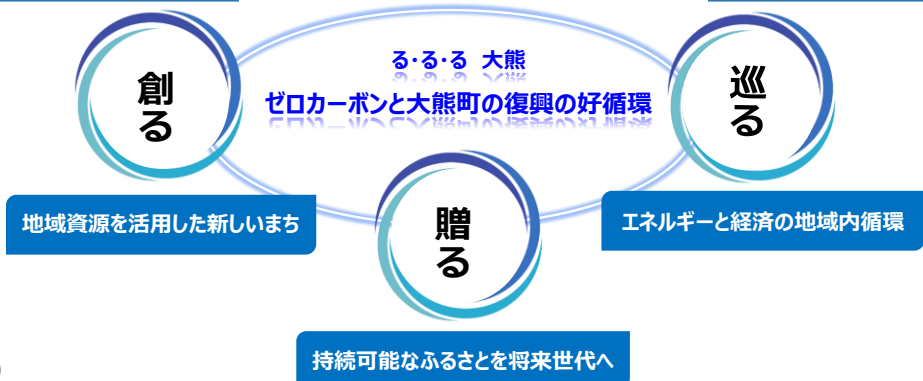 る・る・る 大熊
ゼロカーボンと大熊町の復興の好循環
創る
巡る
地域資源を活用した新しいまち
エネルギーと経済の地域内循環
贈る
持続可能なふるさとを将来世代へ